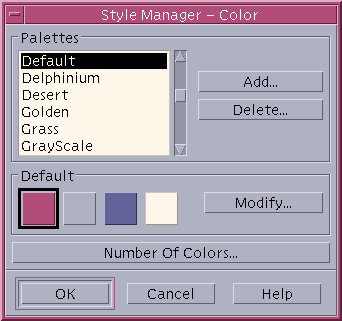 Style Manager – Color
Palettes
Default
Delphinium
Desert
Golden
Grass
GrayScale
Add...
Delete...
Default
Modify...
Number Of Colors...
OK
Cancel
Help